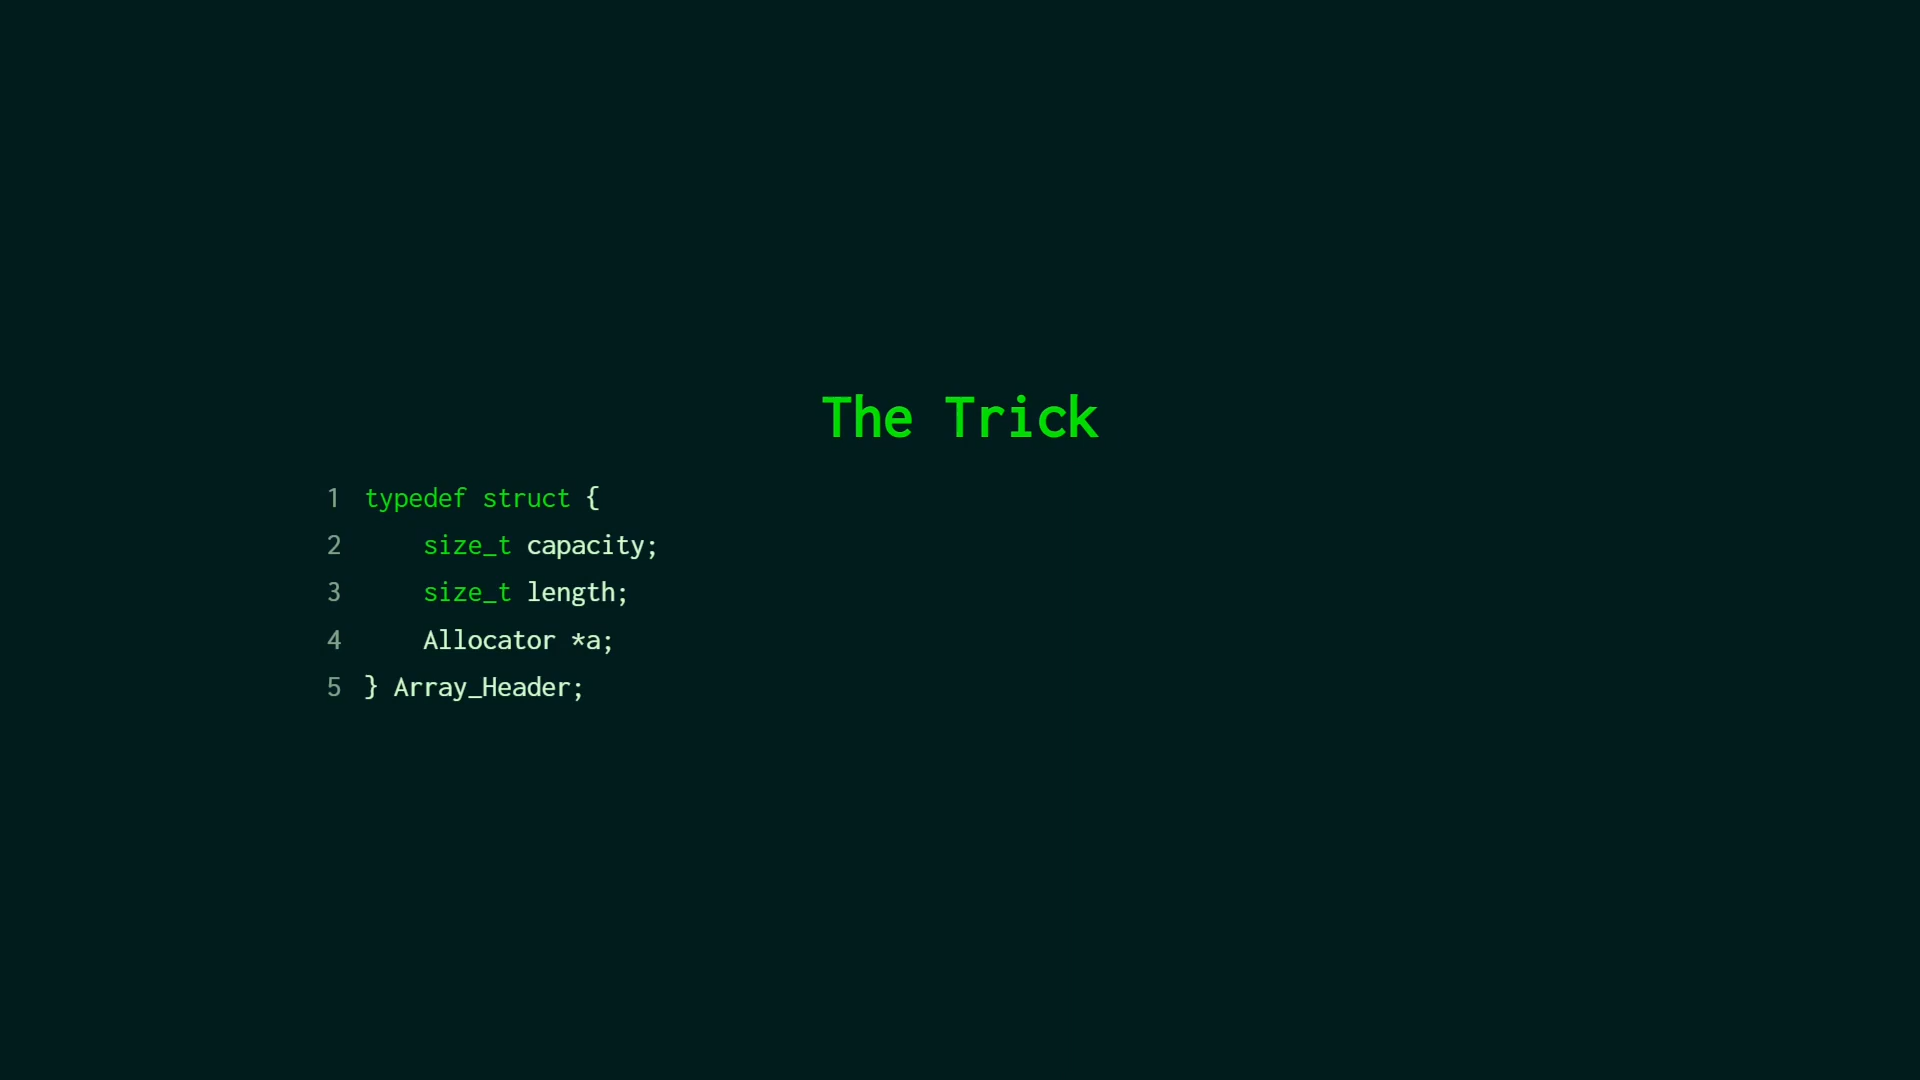 The Trick
1 typedef struct {
2     size_t capacity;
3     size_t length;
4     Allocator *a;
5 } Array_Header;